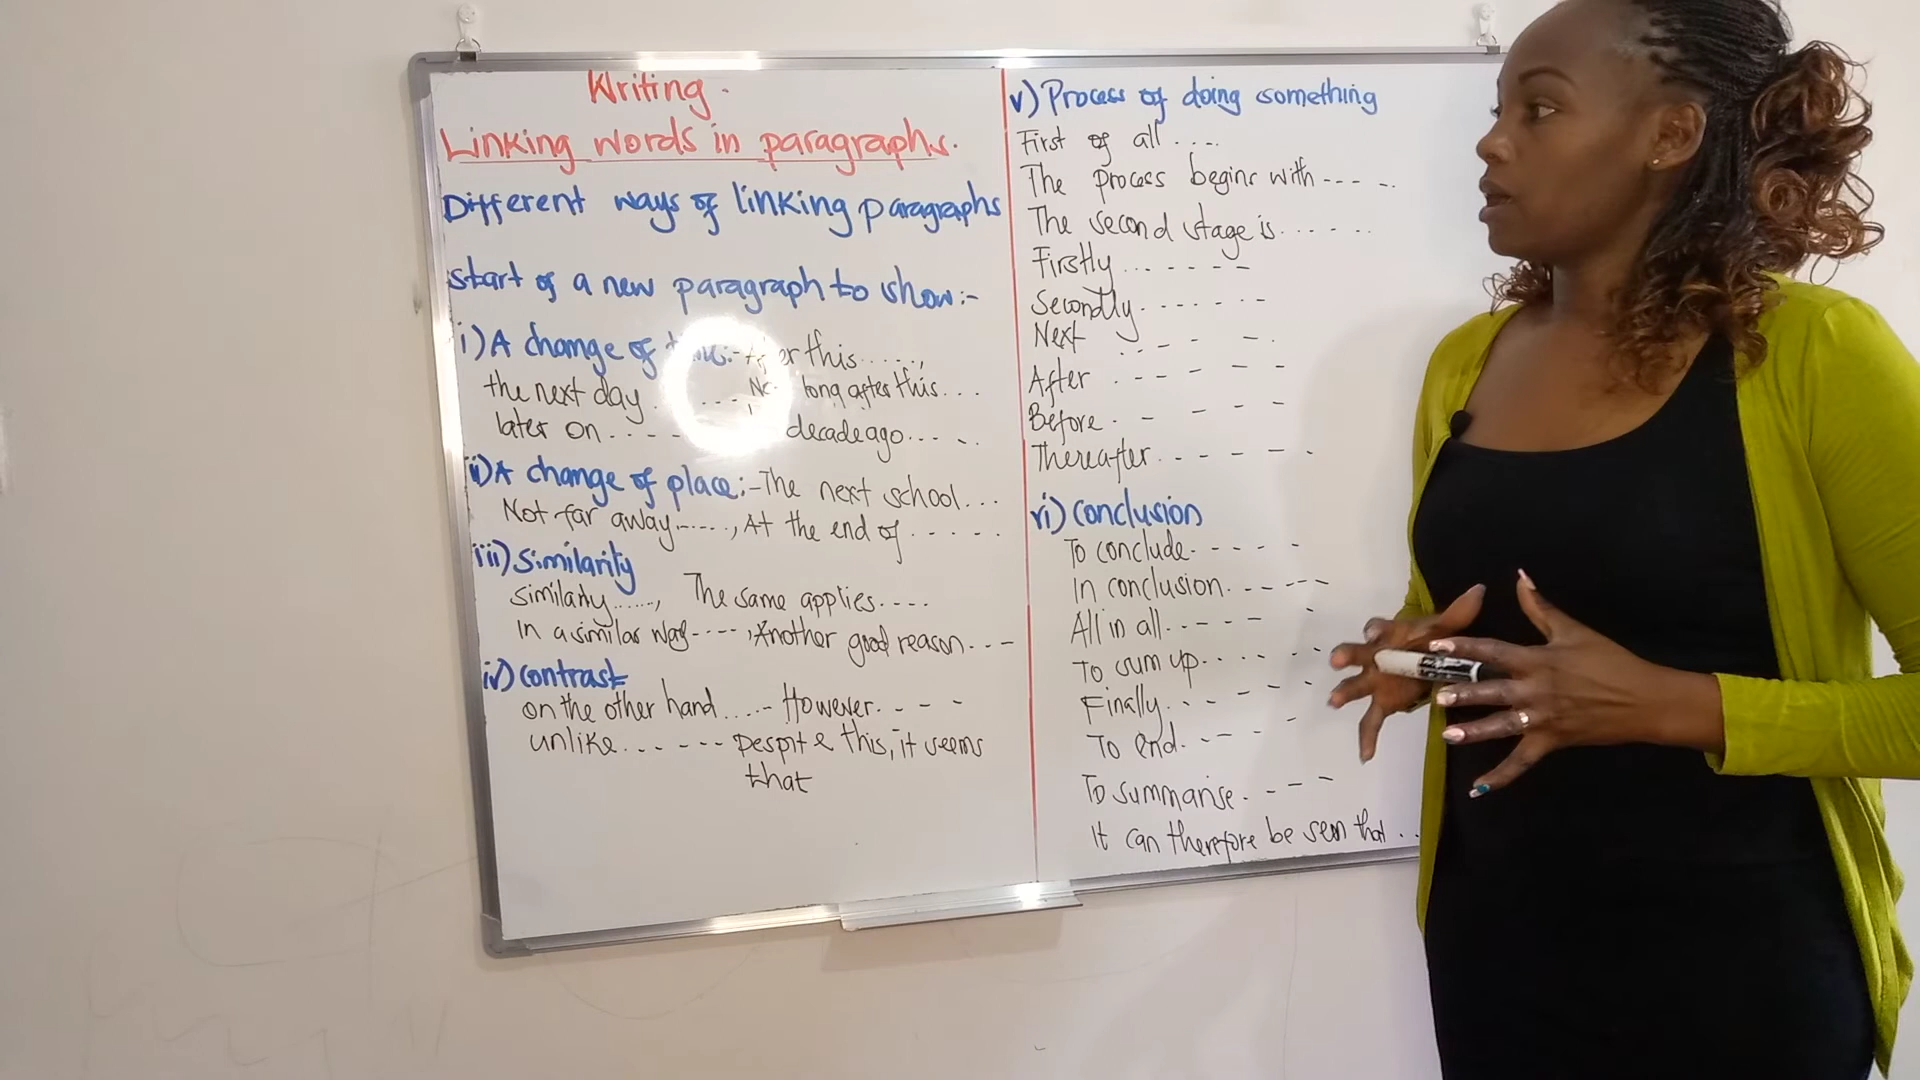 Writing.
Linking words in paragraphs.
Different ways of linking paragraphs
start of a new paragraph to show:-
i) A change of :- this.....,
the next day ..... long after this...
later on..... decade ago.....
ii) A change of place:- The next school...
Not far away......, At the end of .....
iii) Similarity
Similarly......, The same applies....
In a similar way----, Another good reason...-
iv) Contrast
on the other hand....- However. - - -
unlike. - - - - - - Despite this, it seems
that
v) Process of doing something
First of all ....
The process begins with --- -.
The second stage is......
Firstly. - - - - - -
Secondly. - - - - -
Next .. - - - .
After . - - - - -
Before. - - - -
Thereafter. - - - - .
vi) Conclusion
To conclude. - - - -
In conclusion. - - - - -
All in all. - - - -
To sum up. . . . - - .
Finally. . - - - -
To end. - - - -
To summarise. - - -
It can therefore be seen that ..